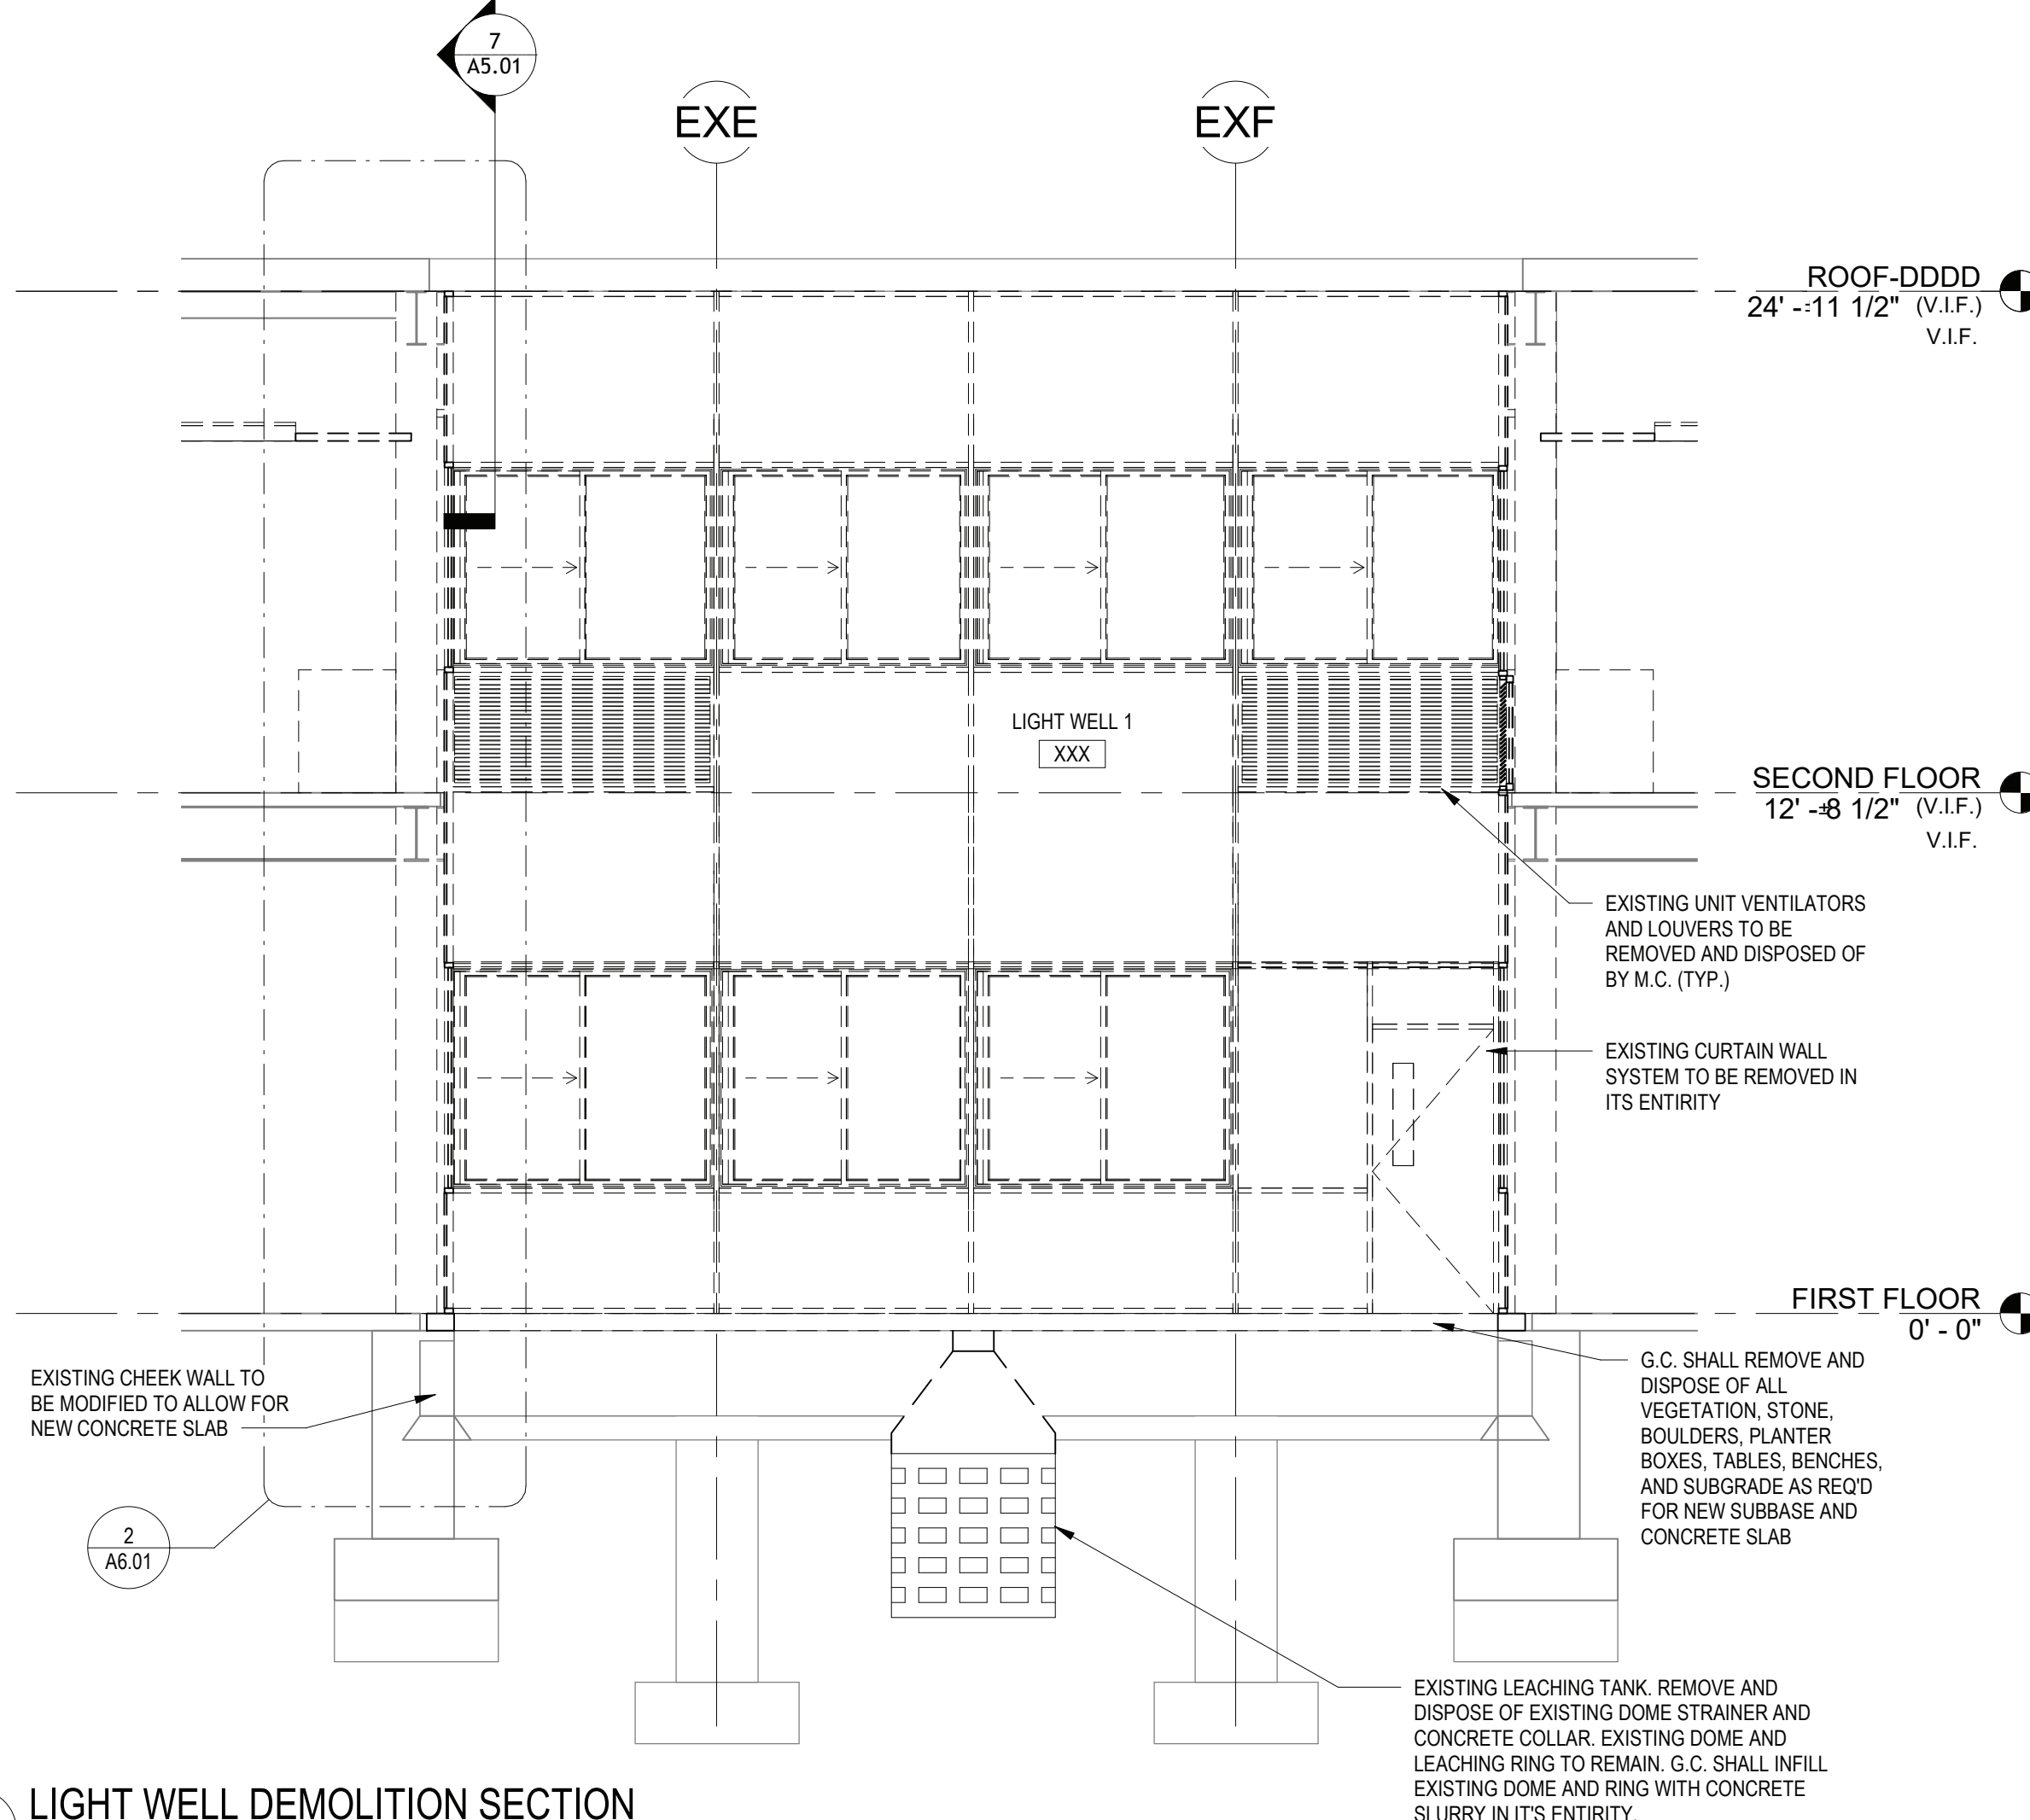 7
A5.01
EXE
EXF
ROOF-DDDD
24' -±11 1/2" (V.I.F.)
V.I.F.
LIGHT WELL 1
XXX
SECOND FLOOR
12' -±8 1/2" (V.I.F.)
V.I.F.
EXISTING UNIT VENTILATORS
AND LOUVERS TO BE
REMOVED AND DISPOSED OF
BY M.C. (TYP.)
EXISTING CURTAIN WALL
SYSTEM TO BE REMOVED IN
ITS ENTIRITY
FIRST FLOOR
0' - 0"
EXISTING CHEEK WALL TO
BE MODIFIED TO ALLOW FOR
NEW CONCRETE SLAB
G.C. SHALL REMOVE AND
DISPOSE OF ALL
VEGETATION, STONE,
BOULDERS, PLANTER
BOXES, TABLES, BENCHES,
AND SUBGRADE AS REQ'D
FOR NEW SUBBASE AND
CONCRETE SLAB
2
A6.01
EXISTING LEACHING TANK. REMOVE AND
DISPOSE OF EXISTING DOME STRAINER AND
CONCRETE COLLAR. EXISTING DOME AND
LEACHING RING TO REMAIN. G.C. SHALL INFILL
EXISTING DOME AND RING WITH CONCRETE
SLURRY IN IT'S ENTIRITY.
LIGHT WELL DEMOLITION SECTION